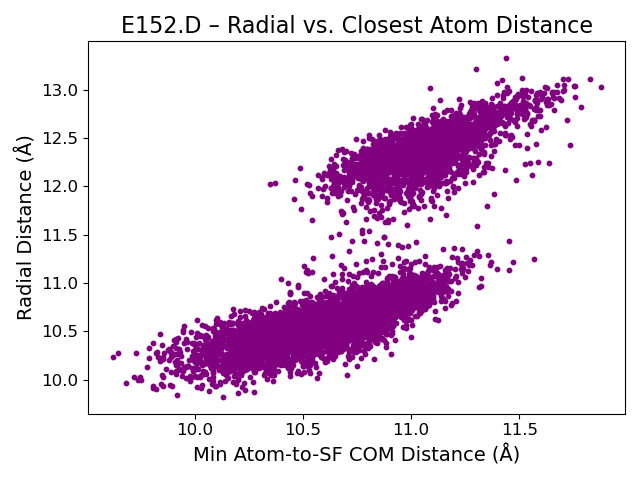 E152.D – Radial vs. Closest Atom Distance
Radial Distance (Å)
13.0
12.5
12.0
11.5
11.0
10.5
10.0
10.0 10.5 11.0 11.5
Min Atom-to-SF COM Distance (Å)